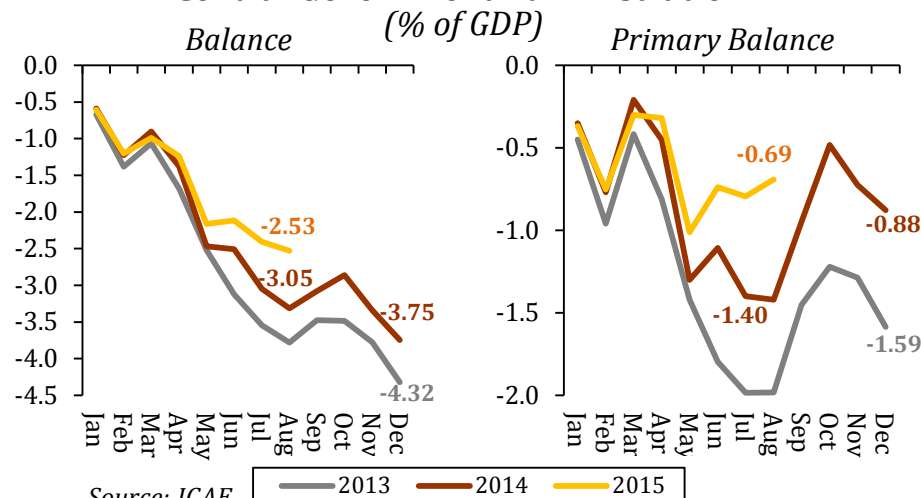 (% of GDP)
Balance
Primary Balance
0.0
-0.5
-1.0
-1.5
-2.0
-2.5
-3.0
-3.5
-4.0
-4.5
-2.53
-3.05
-3.75
-4.32
Jan
Feb
Mar
Apr
May
Jun
Jul
Aug
Sep
Oct
Nov
Dec
0.0
-0.5
-1.0
-1.5
-2.0
-0.69
-0.88
-1.40
-1.59
Jan
Feb
Mar
Apr
May
Jun
Jul
Aug
Sep
Oct
Nov
Dec
2013 2014 2015
Source: